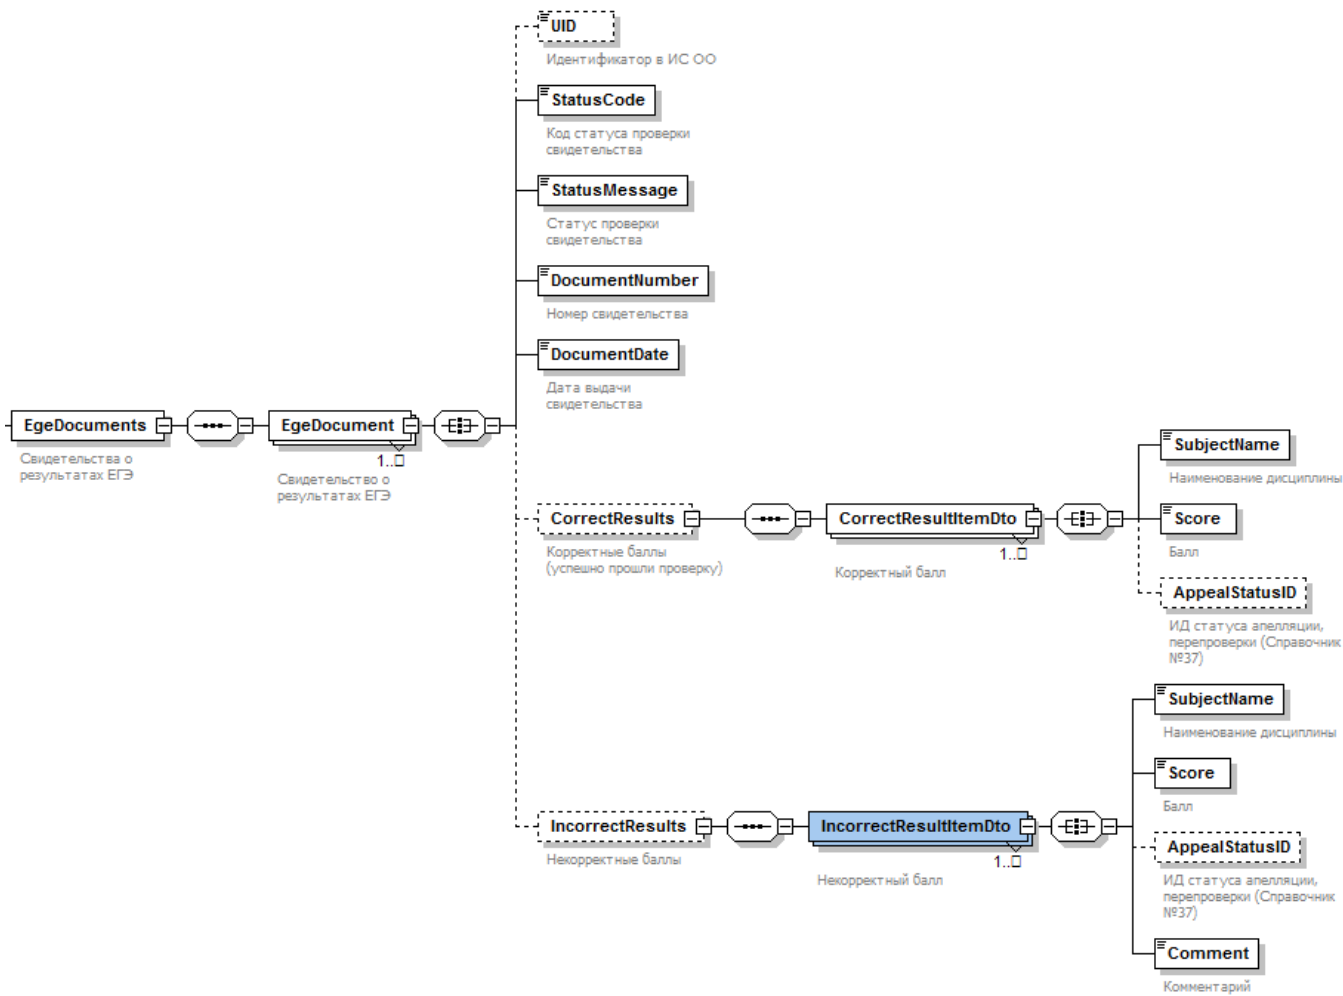 UID
Идентификатор в ИС ОО
StatusCode
Код статуса проверки
свидетельства
StatusMessage
Статус проверки
свидетельства
DocumentNumber
Номер свидетельства
DocumentDate
Дата выдачи
свидетельства
EgeDocuments
Свидетельства о
результатах ЕГЭ
EgeDocument
1..□
Свидетельство о
результатах ЕГЭ
CorrectResults
Корректные баллы
(успешно прошли проверку)
CorrectResultItemDto
1..□
Корректный балл
SubjectName
Наименование дисциплины
Score
Балл
AppealStatusID
ИД статуса апелляции,
перепроверки (Справочник
№37)
IncorrectResults
Некорректные баллы
IncorrectResultItemDto
1..□
Некорректный балл
SubjectName
Наименование дисциплины
Score
Балл
AppealStatusID
ИД статуса апелляции,
перепроверки (Справочник
№37)
Comment
Комментарий